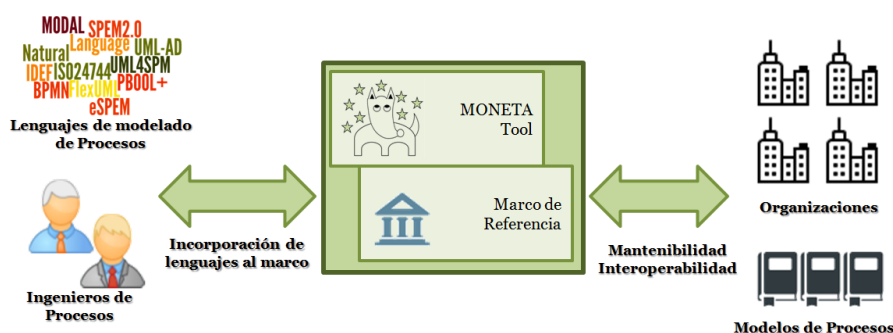 MODAL SPEM2.0
Language
Natural UML-AD
IDEF ISO24744 UML4SPM
BPMN FlexUML PBOOL+
eSPEM
Lenguajes de modelado
de Procesos
Ingenieros de
Procesos
Incorporación de
lenguajes al marco
MONETA
Tool
Marco de
Referencia
Mantenibilidad
Interoperabilidad
Organizaciones
Modelos de Procesos